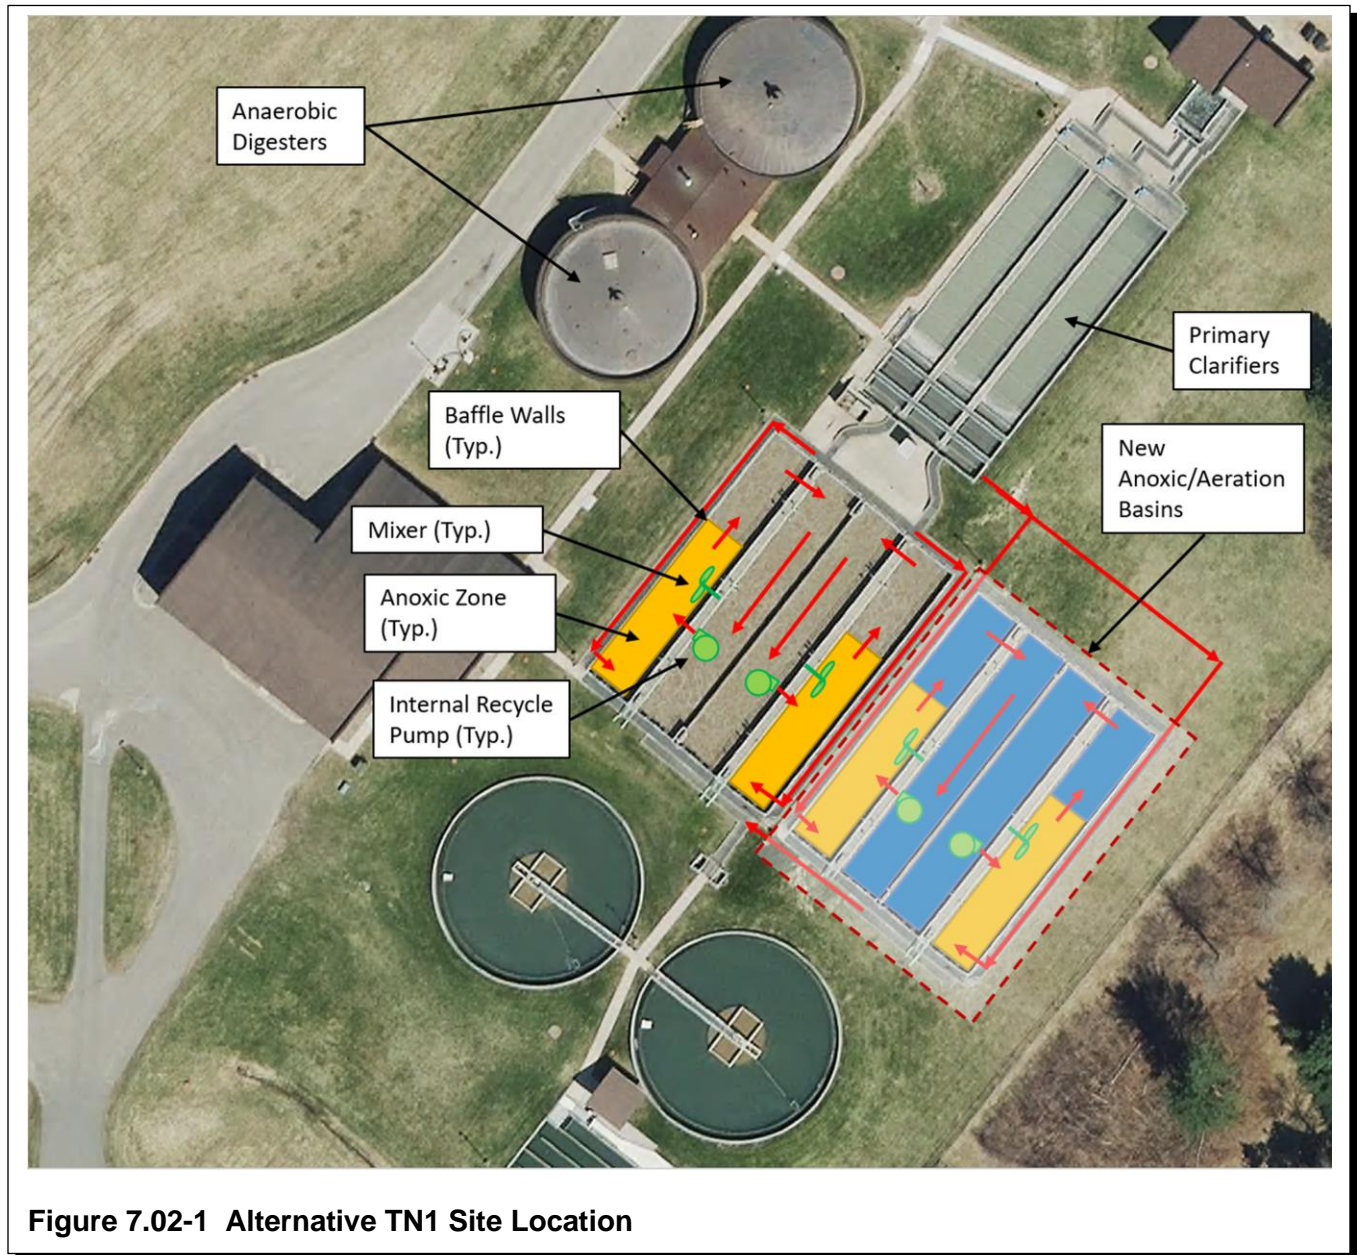 Anaerobic
Digesters
Primary
Clarifiers
Baffle Walls
(Typ.)
New
Anoxic/Aeration
Basins
Mixer (Typ.)
Anoxic Zone
(Typ.)
Internal Recycle
Pump (Typ.)
Figure 7.02-1 Alternative TN1 Site Location